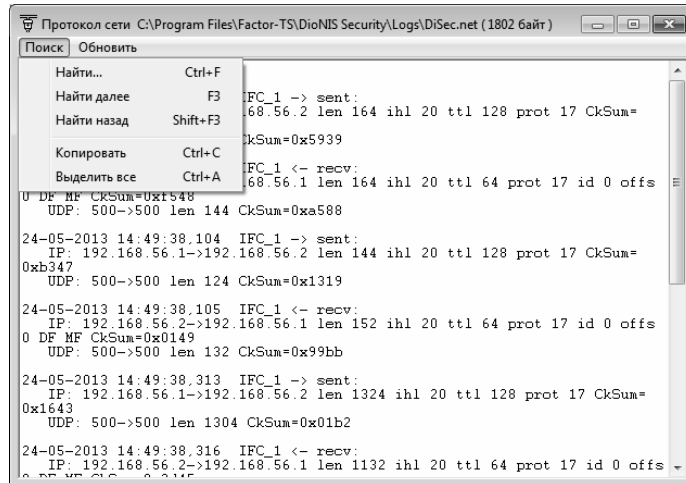 Протокол сети C:\Program Files\Factor-TS\DioNIS Security\Logs\DiSec.net ( 1802 байт )
Поиск Обновить
Найти... Ctrl+F
Найти далее F3
Найти назад Shift+F3
Копировать Ctrl+C
Выделить все Ctrl+A
IFC_1 -> sent:
.68.56.2 len 164 ihl 20 ttl 128 prot 17 CkSum=
CkSum=0x5939
IFC_1 <- recv:
.68.56.1 len 164 ihl 20 ttl 64 prot 17 id 0 offs
0 DF MF CkSum=0xf548
UDP: 500->500 len 144 CkSum=0xa588
24-05-2013 14:49:38,104 IFC_1 -> sent:
IP: 192.168.56.1->192.168.56.2 len 144 ihl 20 ttl 128 prot 17 CkSum=
0xb347
UDP: 500->500 len 124 CkSum=0x1319
24-05-2013 14:49:38,105 IFC_1 <- recv:
IP: 192.168.56.2->192.168.56.1 len 152 ihl 20 ttl 64 prot 17 id 0 offs
0 DF MF CkSum=0x0149
UDP: 500->500 len 132 CkSum=0x99bb
24-05-2013 14:49:38,313 IFC_1 -> sent:
IP: 192.168.56.1->192.168.56.2 len 1324 ihl 20 ttl 128 prot 17 CkSum=
0x1643
UDP: 500->500 len 1304 CkSum=0x01b2
24-05-2013 14:49:38,316 IFC_1 <- recv:
IP: 192.168.56.2->192.168.56.1 len 1132 ihl 20 ttl 64 prot 17 id 0 offs